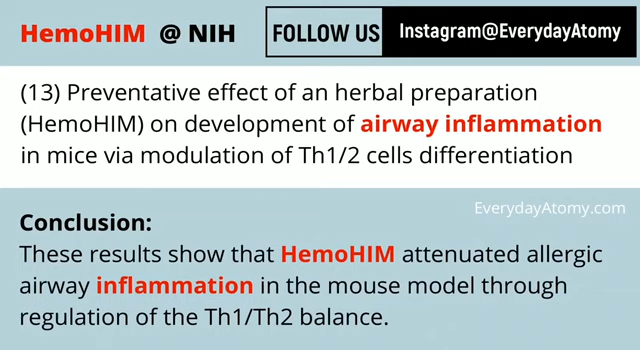 HemoHIM @ NIH
FOLLOW US
Instagram@EverydayAtomy
(13) Preventative effect of an herbal preparation
(HemoHIM) on development of airway inflammation
in mice via modulation of Th1/2 cells differentiation
EverydayAtomy.com
Conclusion:
These results show that HemoHIM attenuated allergic
airway inflammation in the mouse model through
regulation of the Th1/Th2 balance.